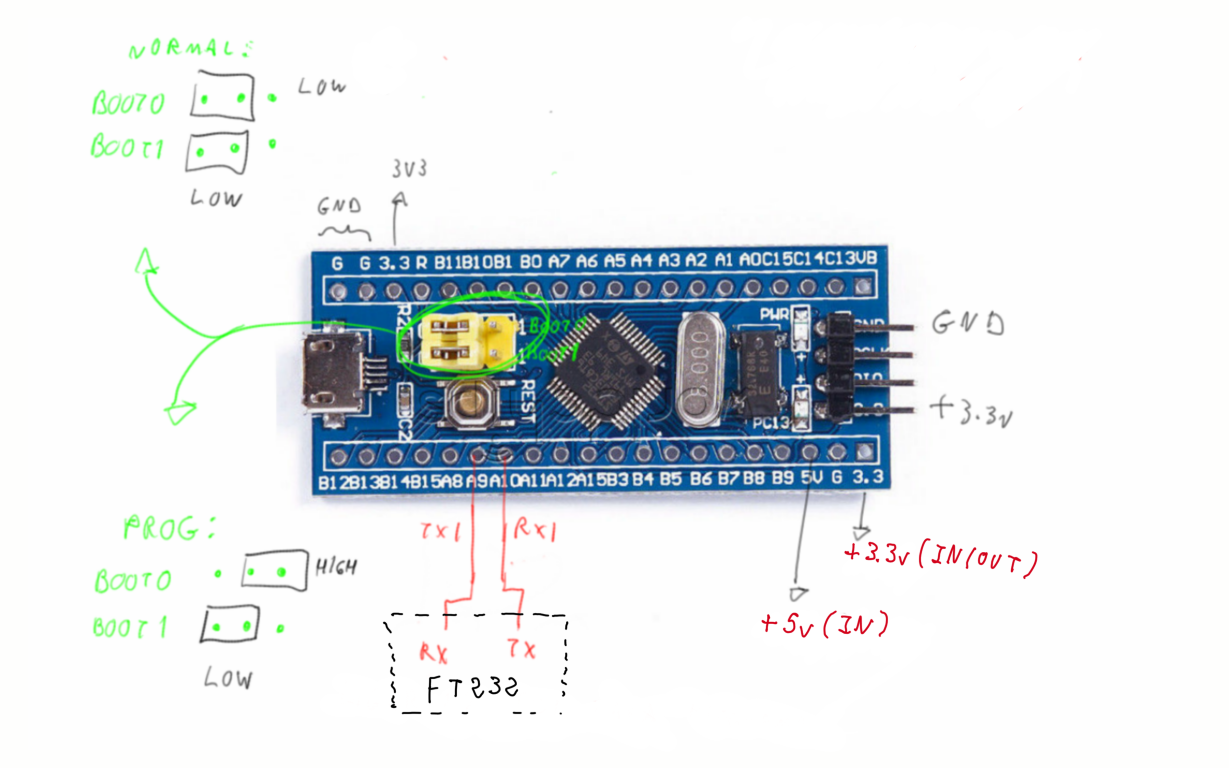 NORMAL:
BOOT0 LOW
BOOT1
LOW
3V3
GND
G G 3.3 R B11 B10 B1 B0 A7 A6 A5 A4 A3 A2 A1 A0 C15 C14 C13 VB
R2 1 BOOT0 PWR GND
1 BOOT1
+3.3V
REST
C2 PC13
8.000
B12 B13 B14 B15 A8 A9 A10 A11 A12 A15 B3 B4 B5 B6 B7 B8 B9 5V G 3.3
PROG:
TX1 RX1
BOOT0 HIGH
BOOT1
LOW
RX TX
FT232
+3.3V (IN/OUT)
+5V (IN)